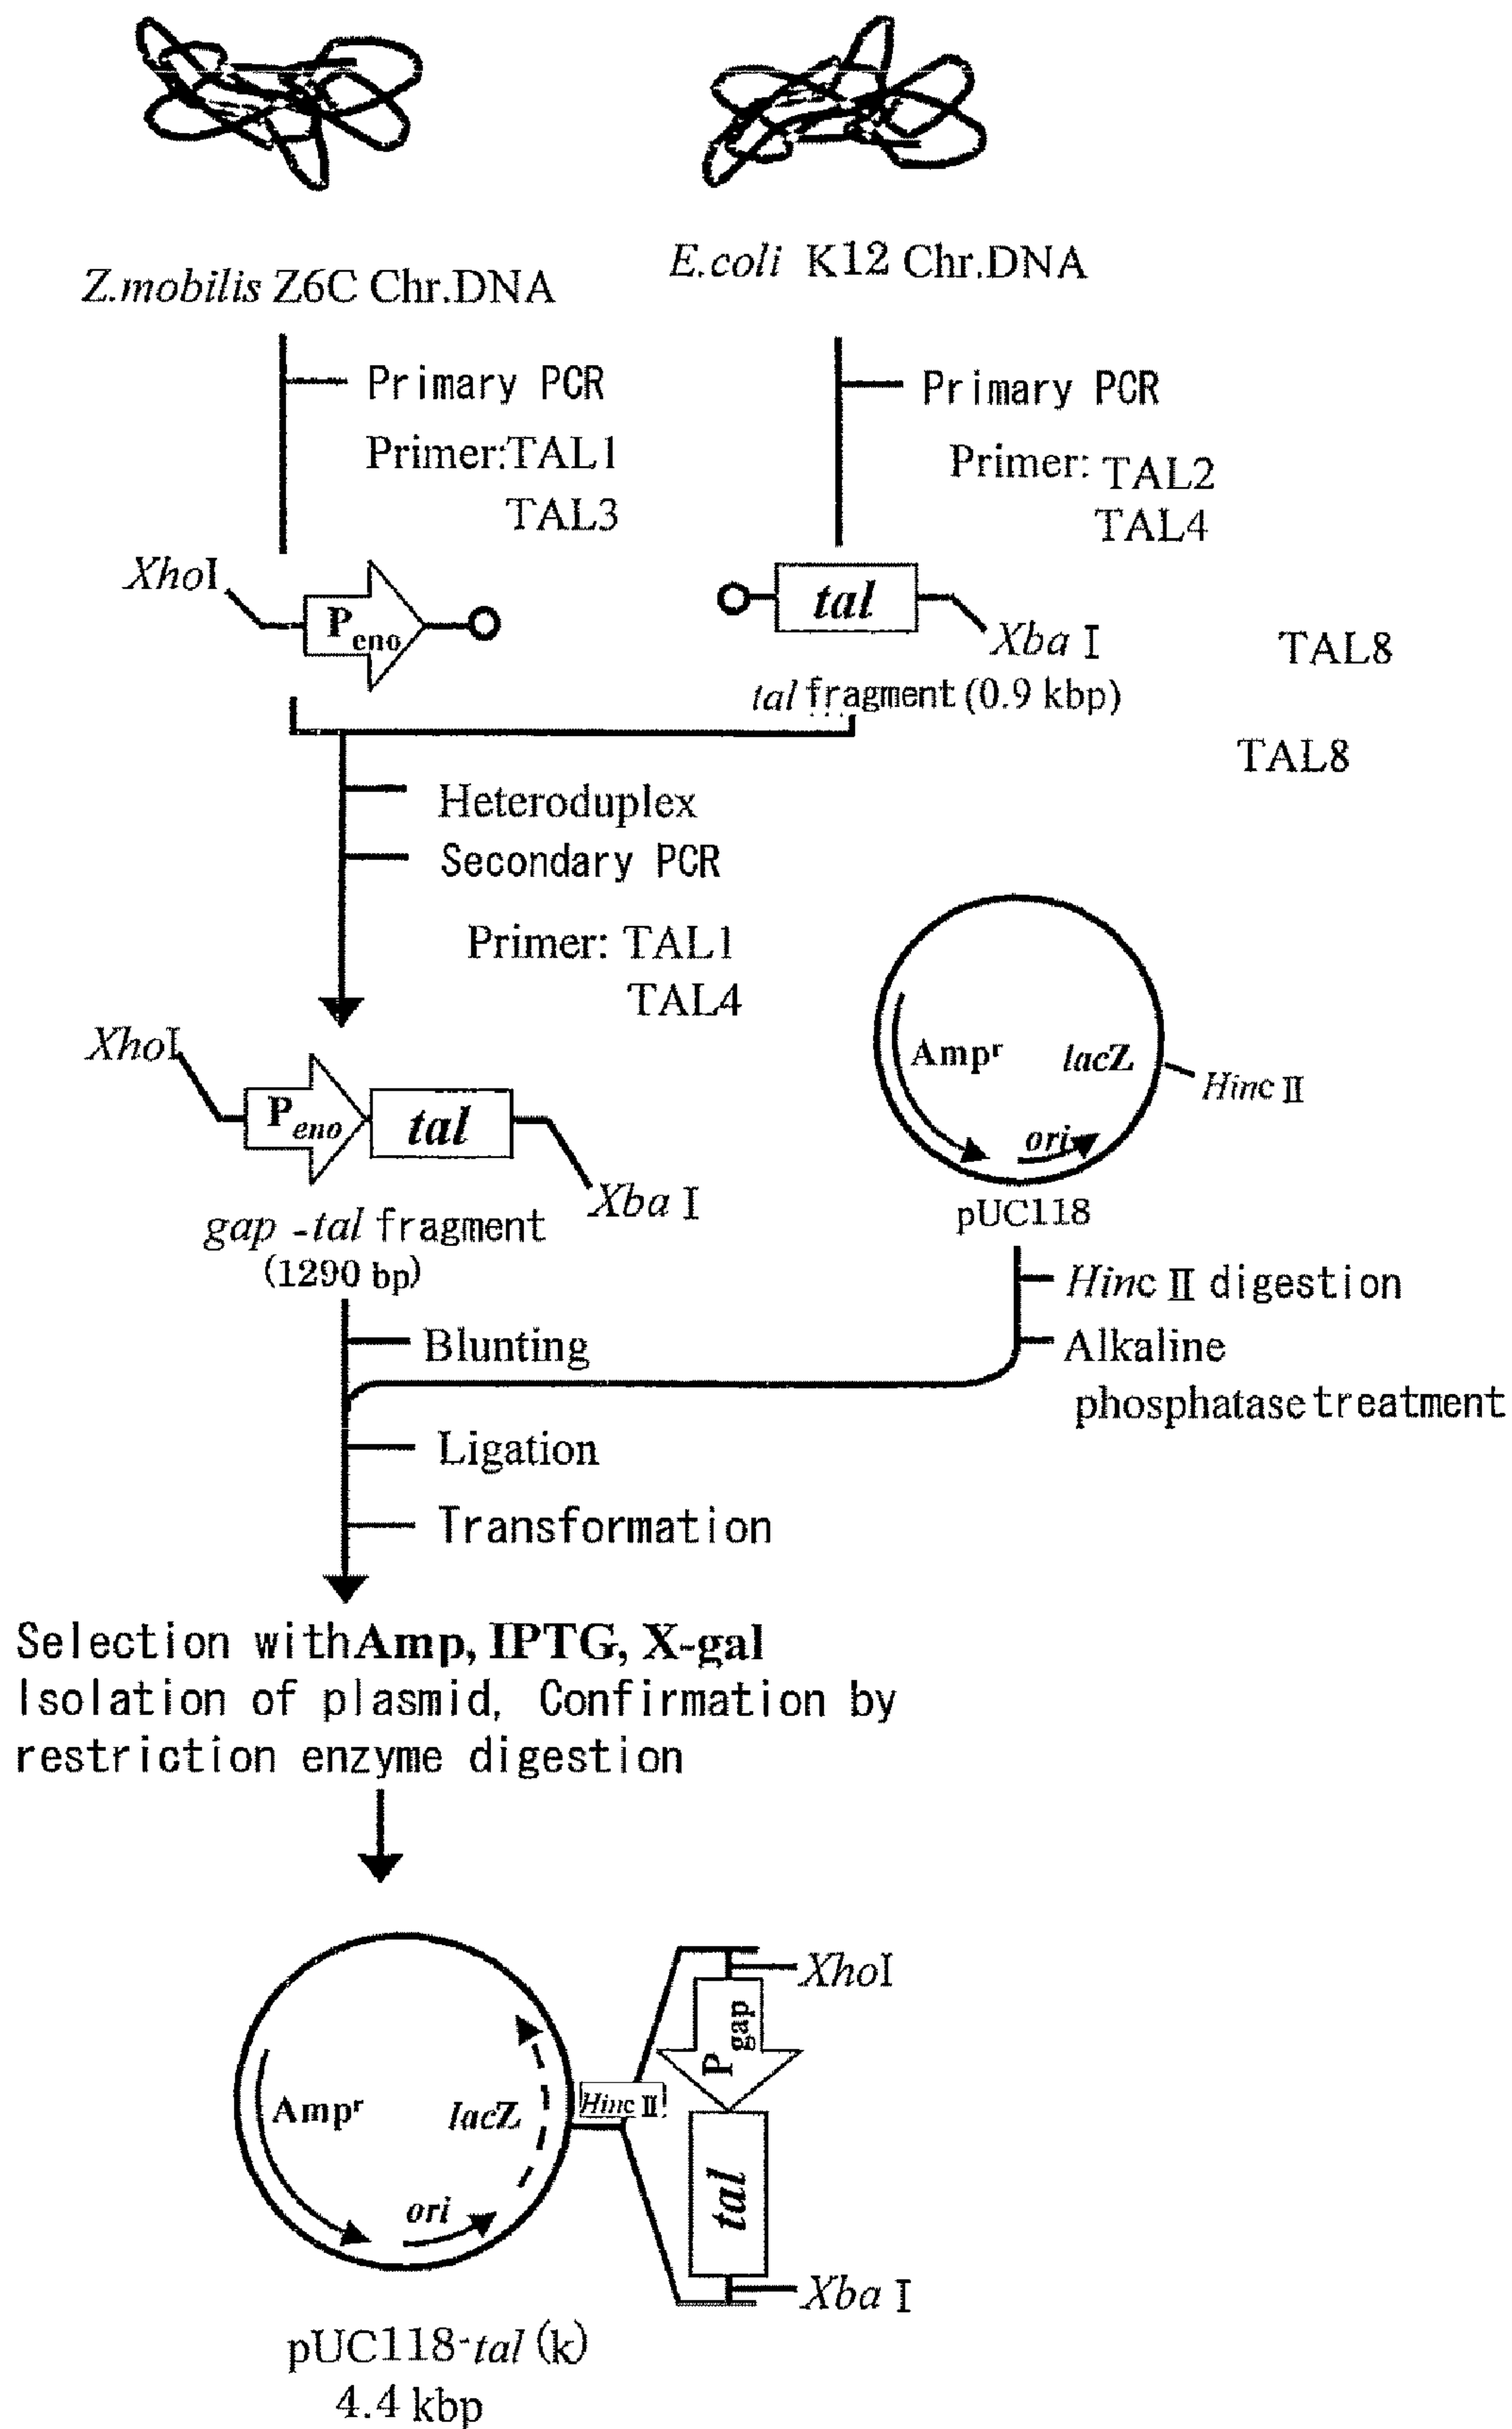 Z.mobilis Z6C Chr.DNA
E.coli K12 Chr.DNA
Primary PCR
Primer:TAL1
TAL3
Primary PCR
Primer: TAL2
TAL4
XhoI
Peno
tal
Xba I
tal fragment (0.9 kbp)
TAL8
TAL8
Heteroduplex
Secondary PCR
Primer: TAL1
TAL4
XhoI
Peno
tal
Xba I
gap -tal fragment
(1290 bp)
Ampr
lacZ
Hinc II
ori
pUC118
Hinc II digestion
Alkaline
phosphatase treatment
Blunting
Ligation
Transformation
Selection withAmp, IPTG, X-gal
Isolation of plasmid, Confirmation by
restriction enzyme digestion
XhoI
Pgap
Ampr
lacZ
Hinc II
tal
ori
Xba I
pUC118-tal (k)
4.4 kbp